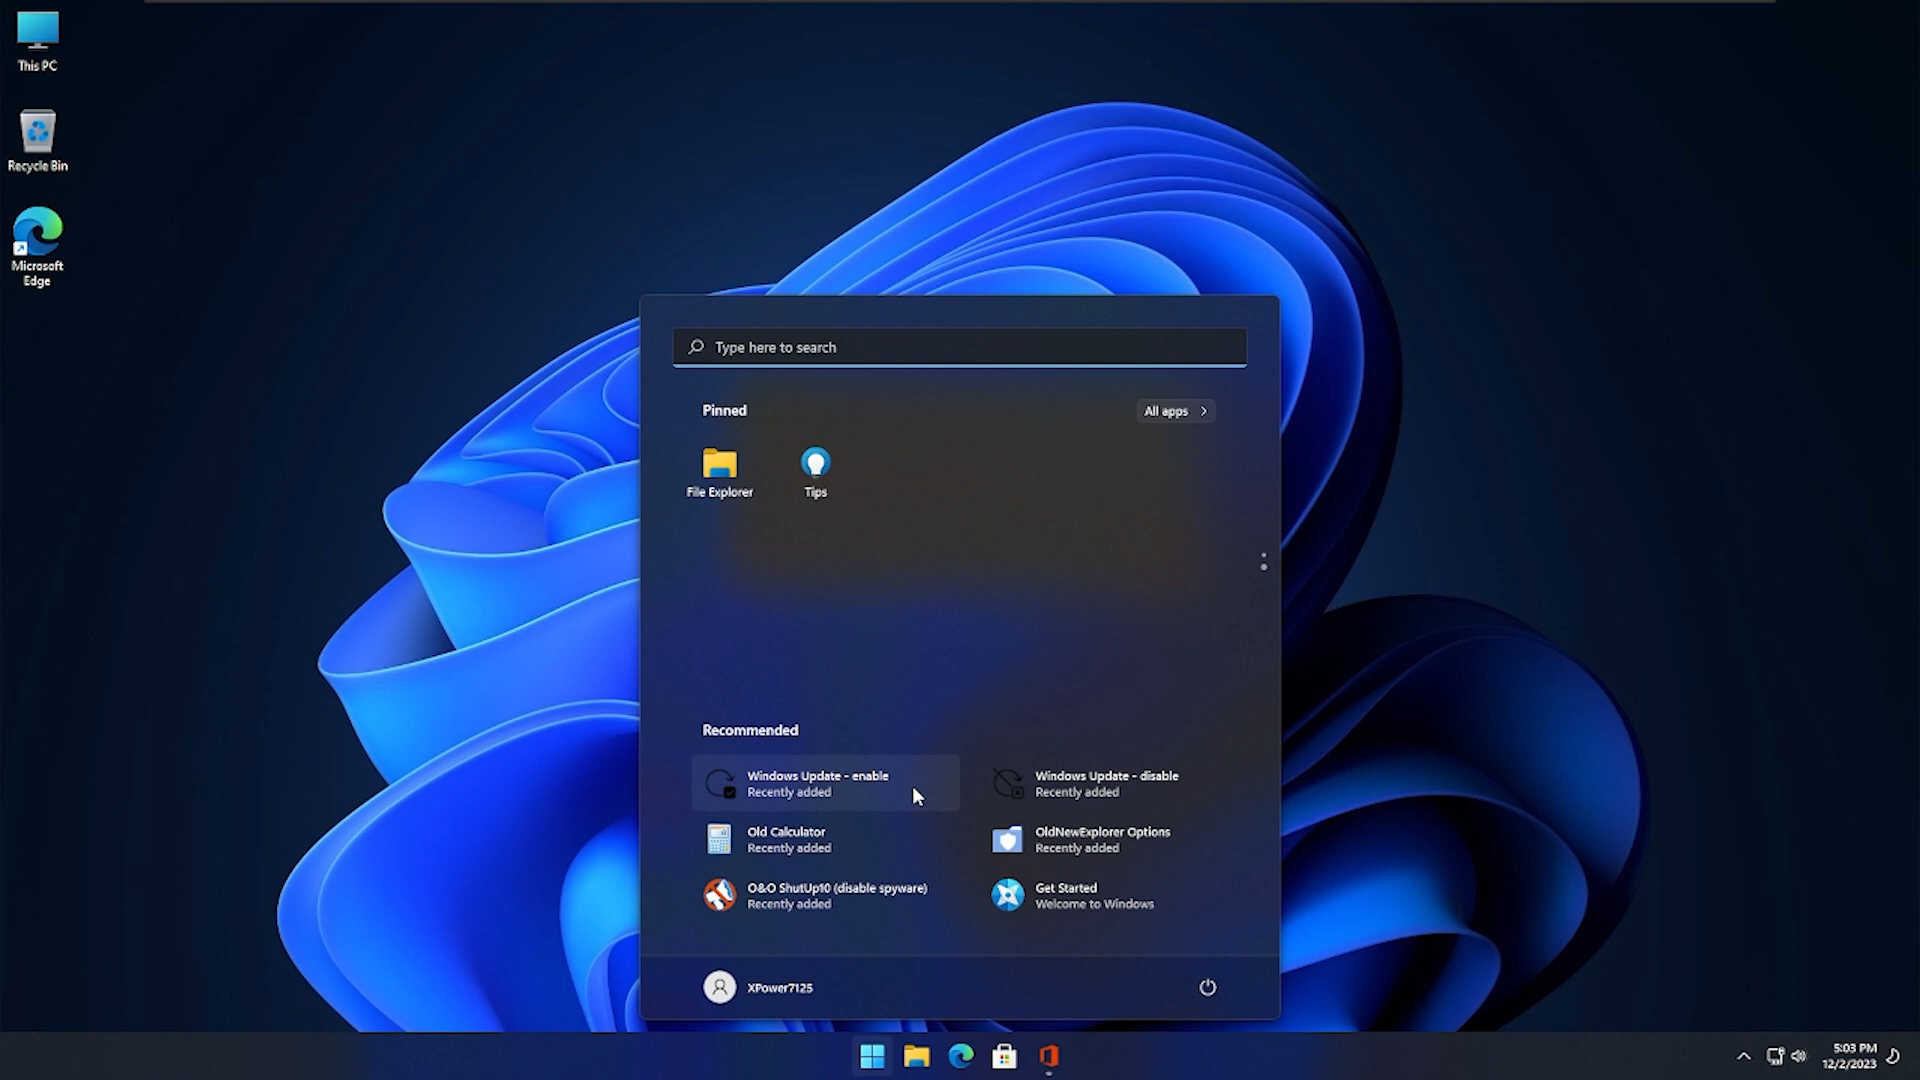 This PC
Recycle Bin
Microsoft
Edge
Type here to search
Pinned
All apps
File Explorer
Tips
Recommended
Windows Update - enable
Recently added
Windows Update - disable
Recently added
Old Calculator
Recently added
OldNewExplorer Options
Recently added
O&O ShutUp10 (disable spyware)
Recently added
Get Started
Welcome to Windows
XPower7125
5:03 PM
12/2/2023